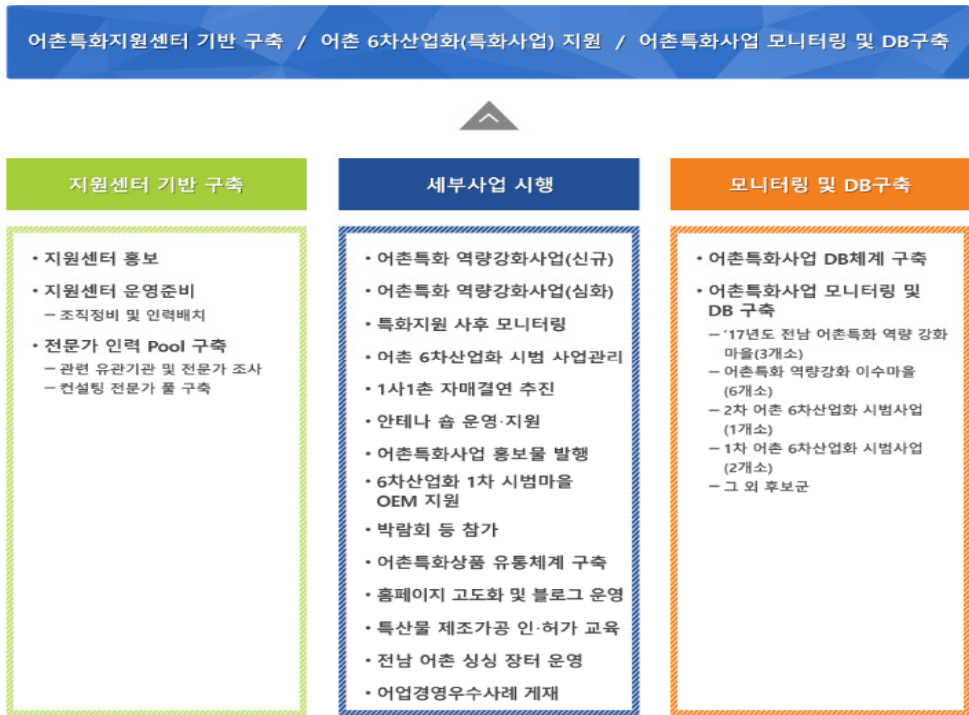 어촌특화지원센터 기반 구축 / 어촌 6차산업화(특화사업) 지원 / 어촌특화사업 모니터링 및 DB구축
지원센터 기반 구축
• 지원센터 홍보
• 지원센터 운영준비
– 조직정비 및 인력배치
• 전문가 인력 Pool 구축
– 관련 유관기관 및 전문가 조사
– 컨설팅 전문가 풀 구축
세부사업 시행
• 어촌특화 역량강화사업(신규)
• 어촌특화 역량강화사업(심화)
• 특화지원 사후 모니터링
• 어촌 6차산업화 시범 사업관리
• 1사1촌 자매결연 추진
• 안테나 숍 운영·지원
• 어촌특화사업 홍보물 발행
• 6차산업화 1차 시범마을
OEM 지원
• 박람회 등 참가
• 어촌특화상품 유통체계 구축
• 홈페이지 고도화 및 블로그 운영
• 특산물 제조가공 인·허가 교육
• 전남 어촌 싱싱 장터 운영
• 어업경영우수사례 게재
모니터링 및 DB구축
• 어촌특화사업 DB체계 구축
• 어촌특화사업 모니터링 및
DB 구축
– ’17년도 전남 어촌특화 역량 강화
마을(3개소)
– 어촌특화 역량강화 이수마을
(6개소)
– 2차 어촌 6차산업화 시범사업
(1개소)
– 1차 어촌 6차산업화 시범사업
(2개소)
– 그 외 후보군